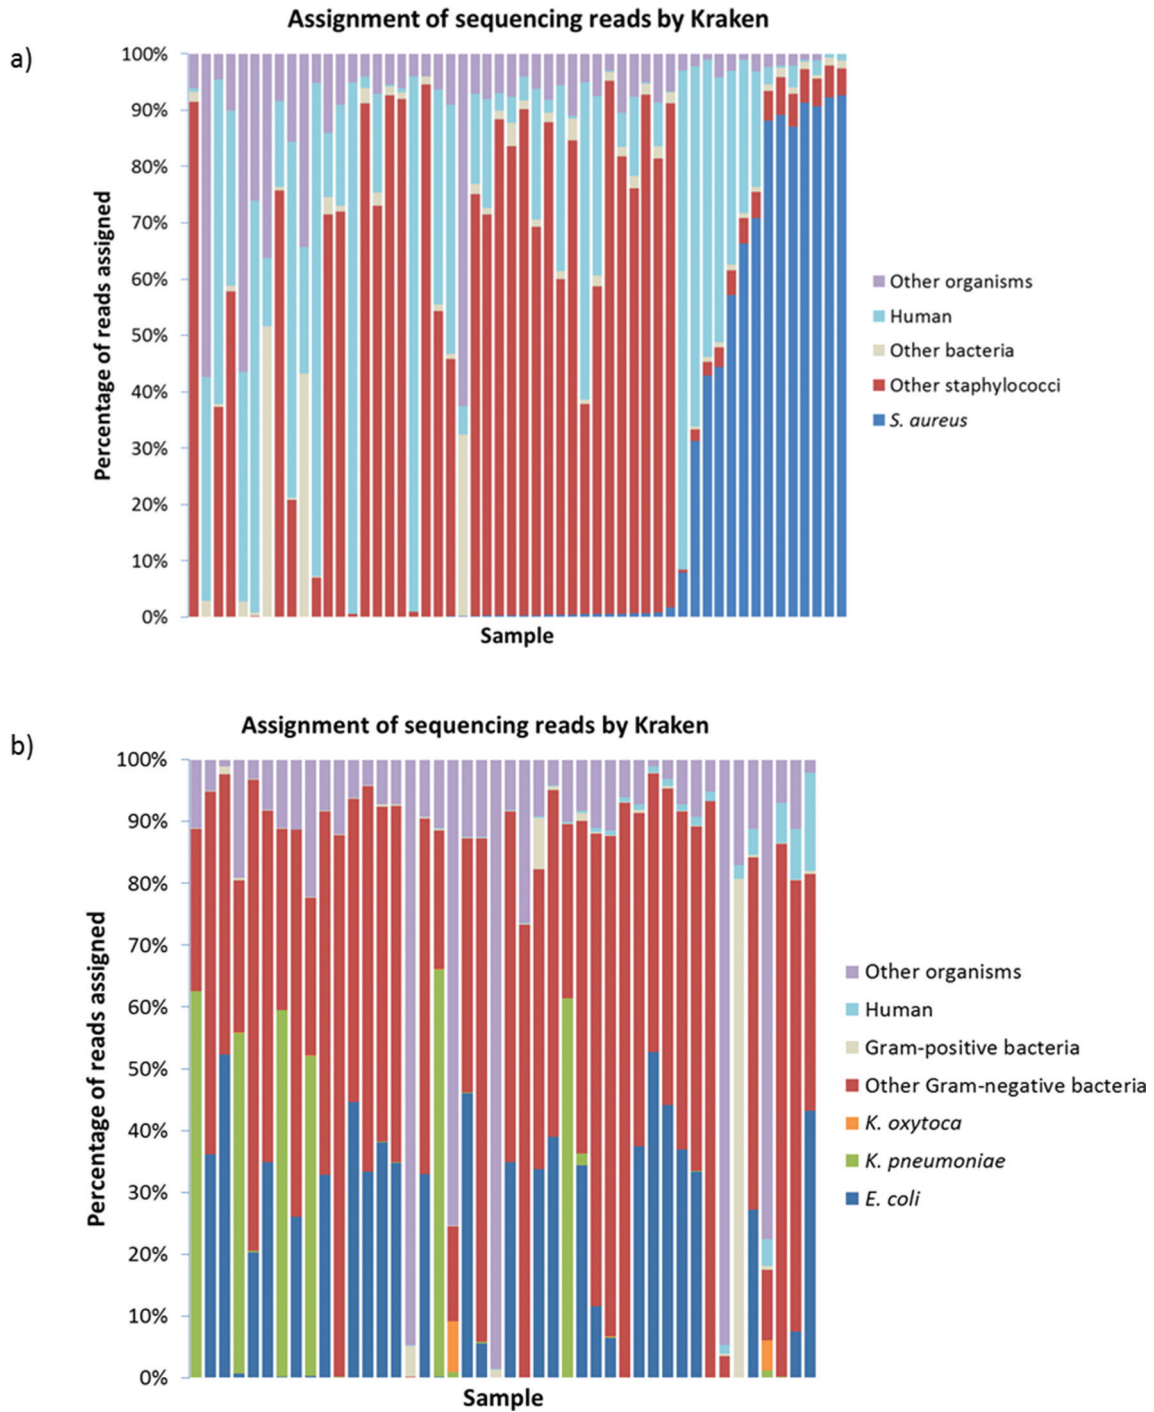 a)
Assignment of sequencing reads by Kraken
100%
90%
80%
70%
60%
50%
40%
30%
20%
10%
0%
Percentage of reads assigned
Sample
Other organisms
Human
Other bacteria
Other staphylococci
S. aureus
b)
Assignment of sequencing reads by Kraken
100%
90%
80%
70%
60%
50%
40%
30%
20%
10%
0%
Percentage of reads assigned
Sample
Other organisms
Human
Gram-positive bacteria
Other Gram-negative bacteria
K. oxytoca
K. pneumoniae
E. coli